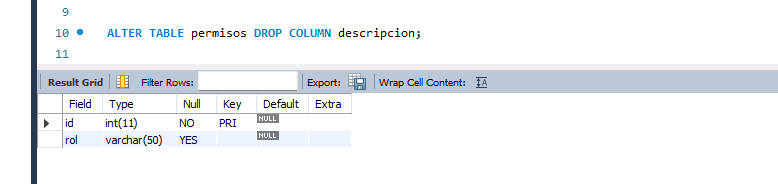 9
10 ALTER TABLE permisos DROP COLUMN descripcion;
11
Result Grid Filter Rows: Export: Wrap Cell Content: IA
Field Type Null Key Default Extra
id int(11) NO PRI NULL
rol varchar(50) YES NULL